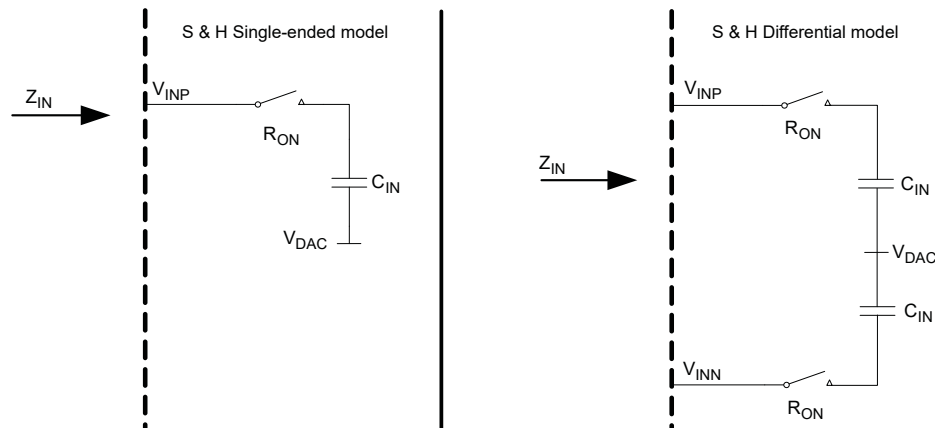 S & H Single-ended model
Z_IN
V_INP
R_ON
C_IN
V_DAC
S & H Differential model
V_INP
R_ON
Z_IN
C_IN
V_DAC
C_IN
V_INN
R_ON